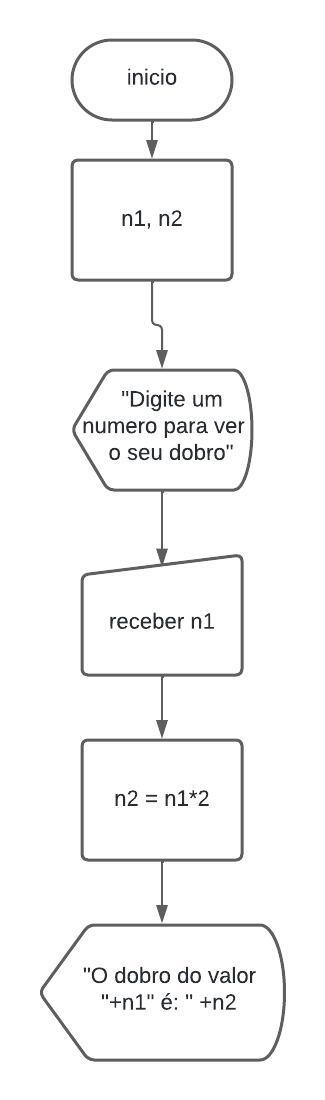 inicio
n1, n2
"Digite um
numero para ver
o seu dobro"
receber n1
n2 = n1*2
"O dobro do valor
"+n1" é: " +n2